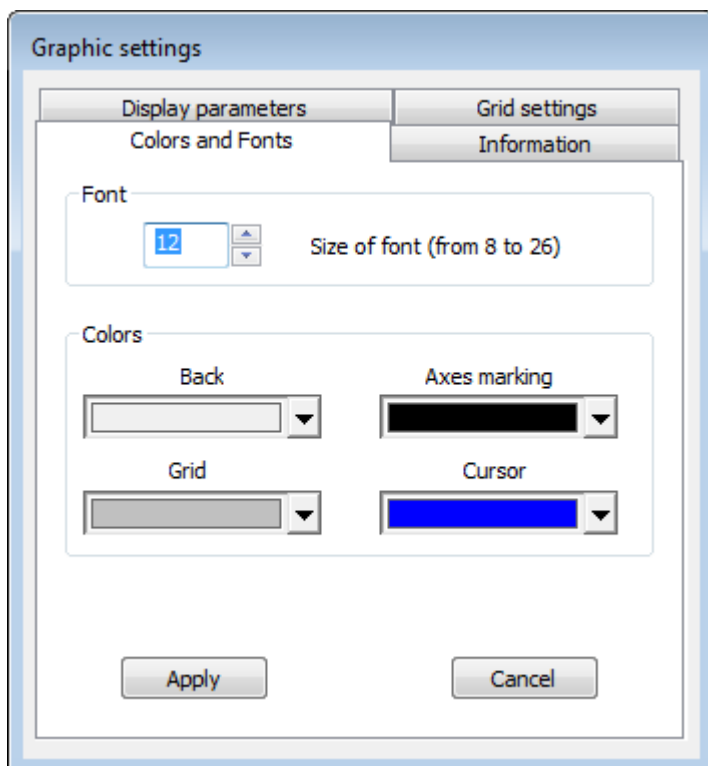 Graphic settings
Display parameters
Grid settings
Colors and Fonts
Information
Font
12
Size of font (from 8 to 26)
Colors
Back
Axes marking
Grid
Cursor
Apply
Cancel